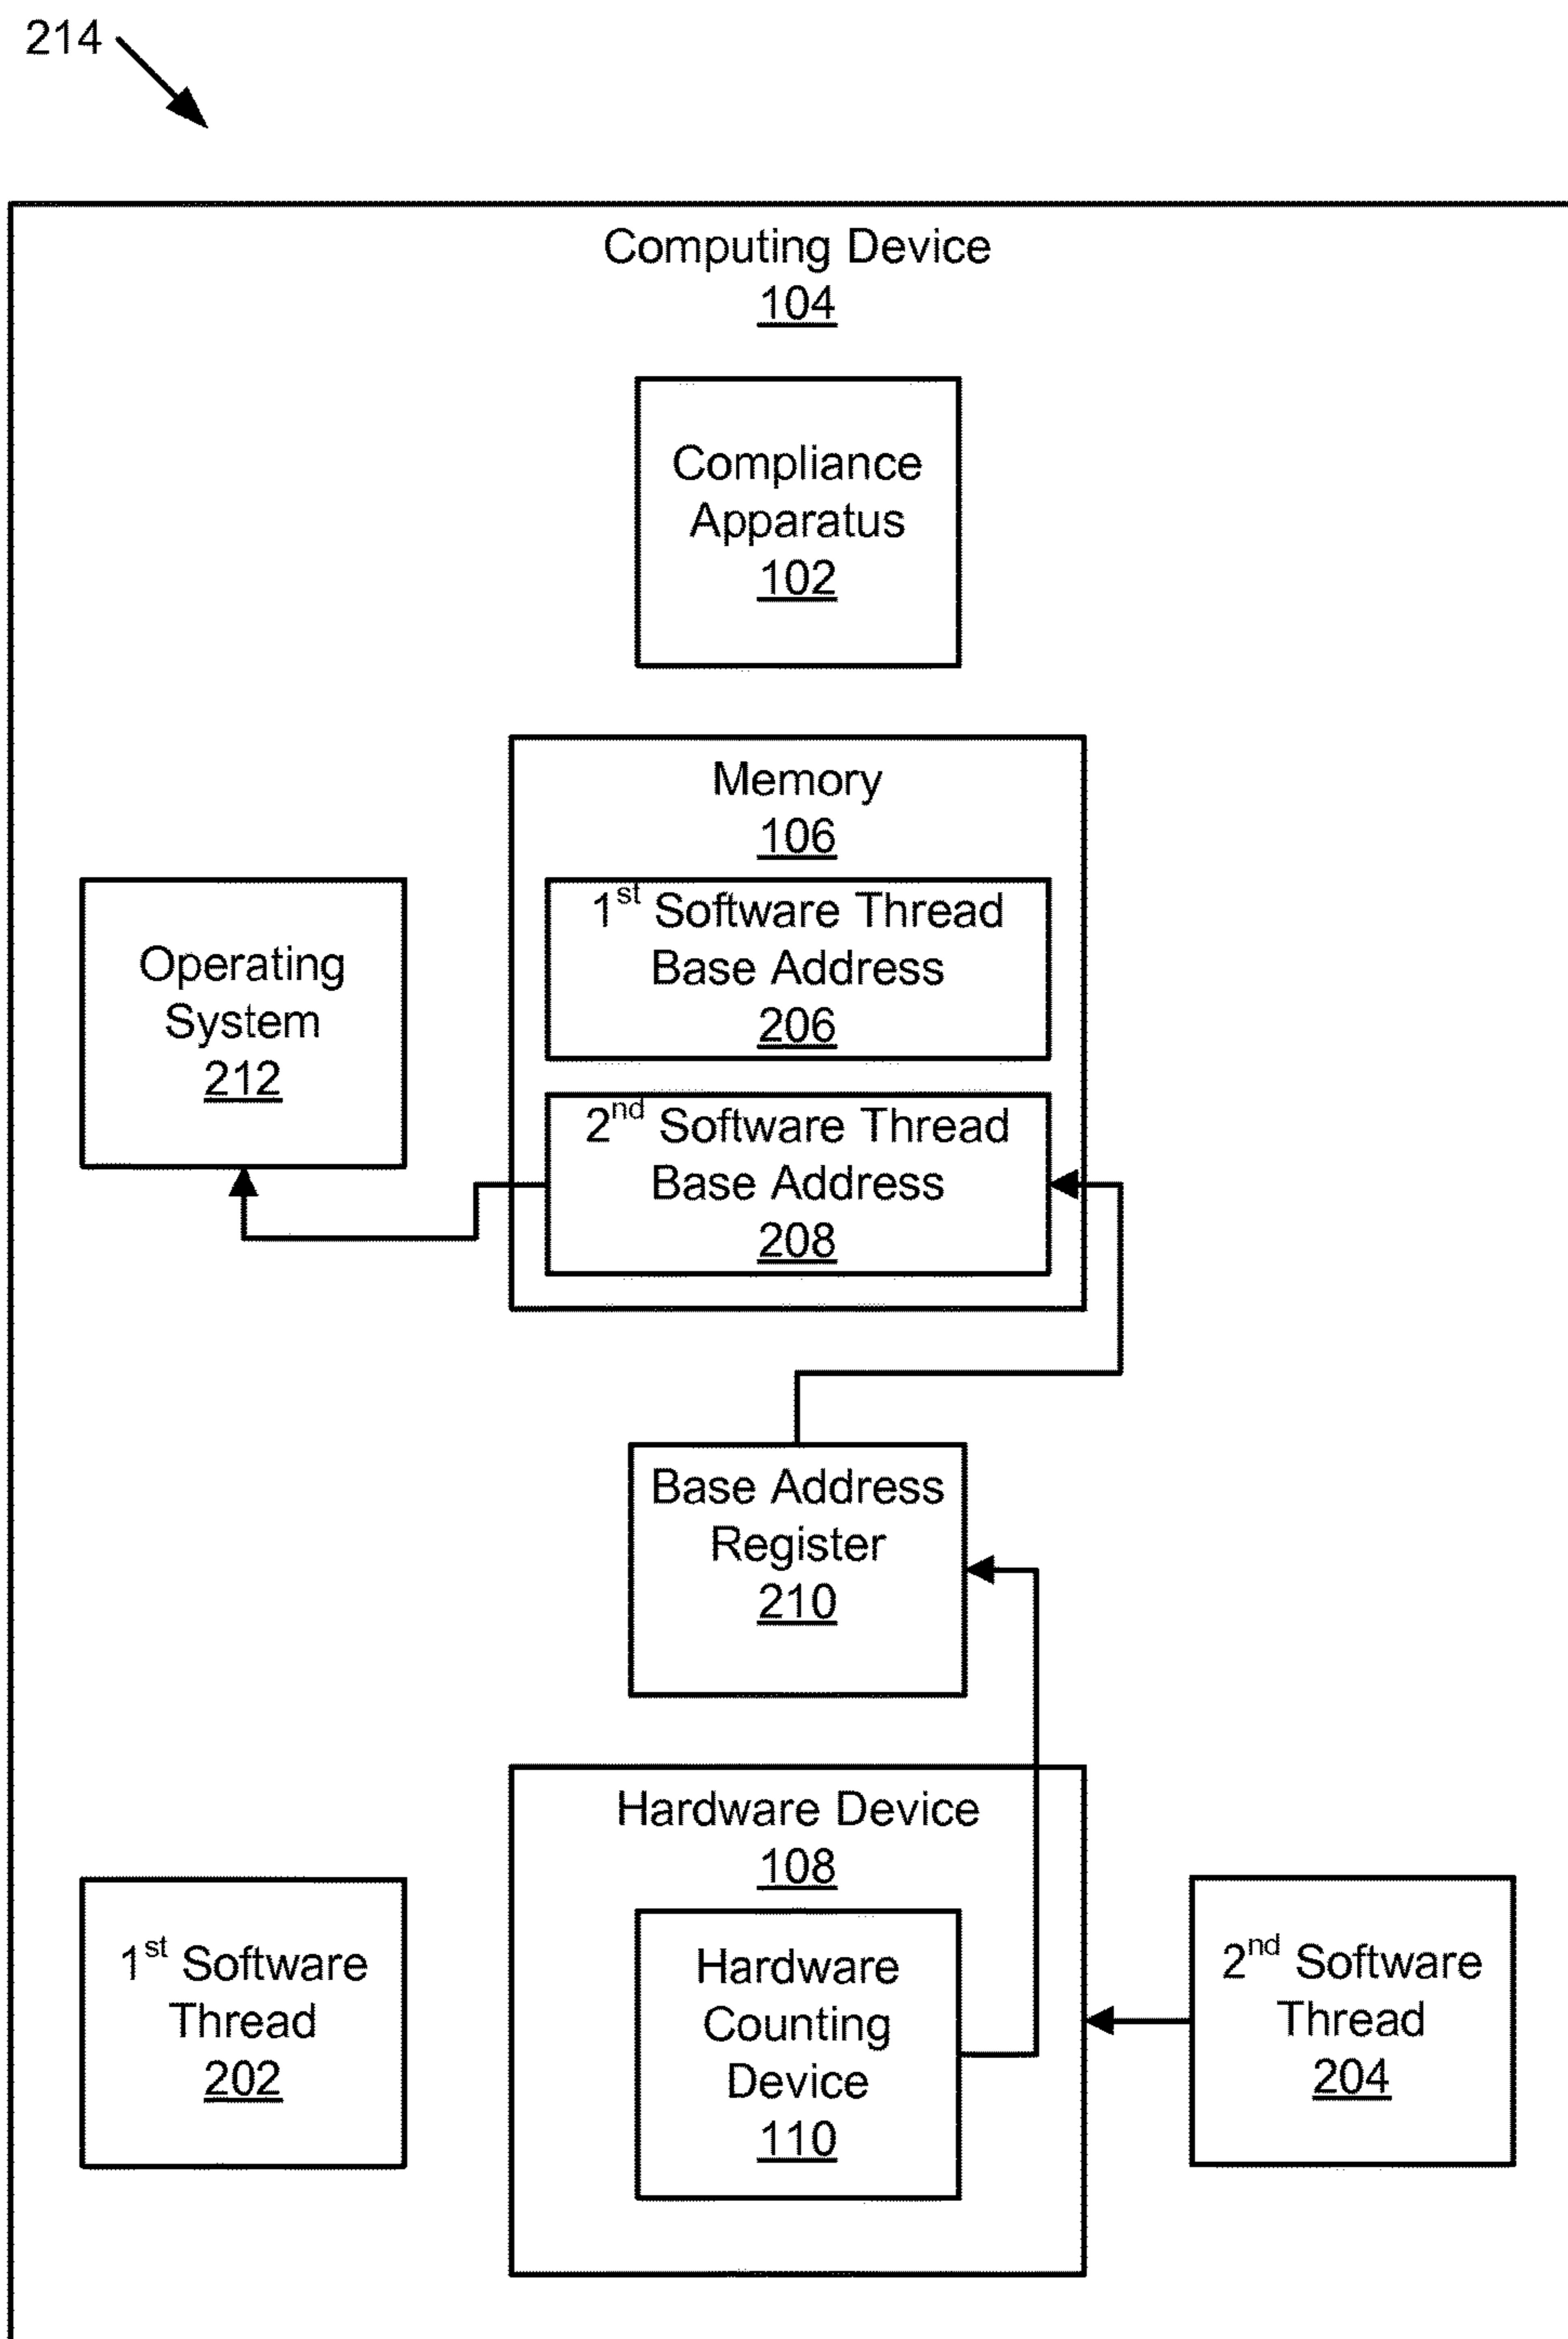 214
Computing Device
104
Compliance
Apparatus
102
Memory
106
1st Software Thread
Base Address
206
Operating
System
212
2nd Software Thread
Base Address
208
Base Address
Register
210
Hardware Device
108
1st Software
Thread
202
Hardware
Counting
Device
110
2nd Software
Thread
204